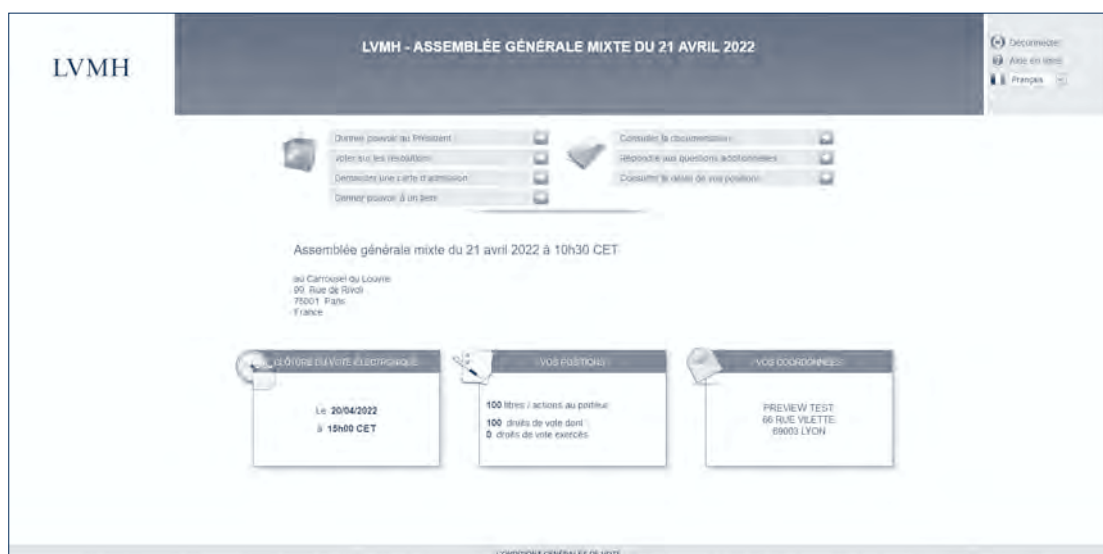 LVMH
LVMH - ASSEMBLÉE GÉNÉRALE MIXTE DU 21 AVRIL 2022
Déconnecter
Aide en ligne
Français
Donner pouvoir au Président
Voter sur les résolutions
Demander une carte d'admission
Donner pouvoir à un tiers
Consulter la documentation
Répondre aux questions additionnelles
Consulter le détail de vos positions
Assemblée générale mixte du 21 avril 2022 à 10h30 CET
au Carrousel du Louvre
99 Rue de Rivoli
75001 Paris
France
CLÔTURE DU VOTE ÉLECTRONIQUE
Le 20/04/2022
à 15h00 CET
VOS POSITIONS
100 titres / actions au porteur
100 droits de vote dont
0 droits de vote exercés
VOS COORDONNÉES
PREVIEW TEST
66 RUE VILETTE
69003 LYON
CONDITIONS GÉNÉRALES DE VOTE